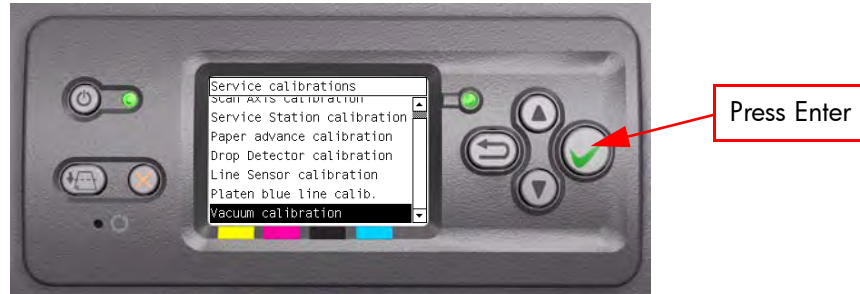 Service calibrations
Scan Axis calibration
Service Station calibration
Paper advance calibration
Drop Detector calibration
Line Sensor calibration
Platen blue line calib.
Vacuum calibration
Press Enter